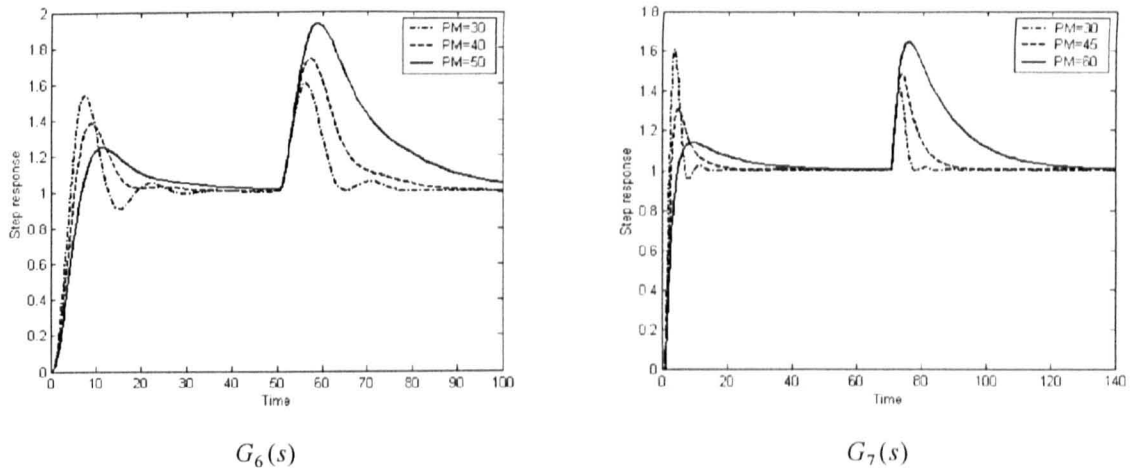 2
1.8
1.6
1.4
1.2
1
0.8
0.6
0.4
0.2
0
Step response
0 10 20 30 40 50 60 70 80 90 100
Time
PM=30
PM=40
PM=50
G₆(s)
1.8
1.6
1.4
1.2
1
0.8
0.6
0.4
0.2
0
Step response
0 20 40 60 80 100 120 140
Time
PM=30
PM=45
PM=60
G₇(s)